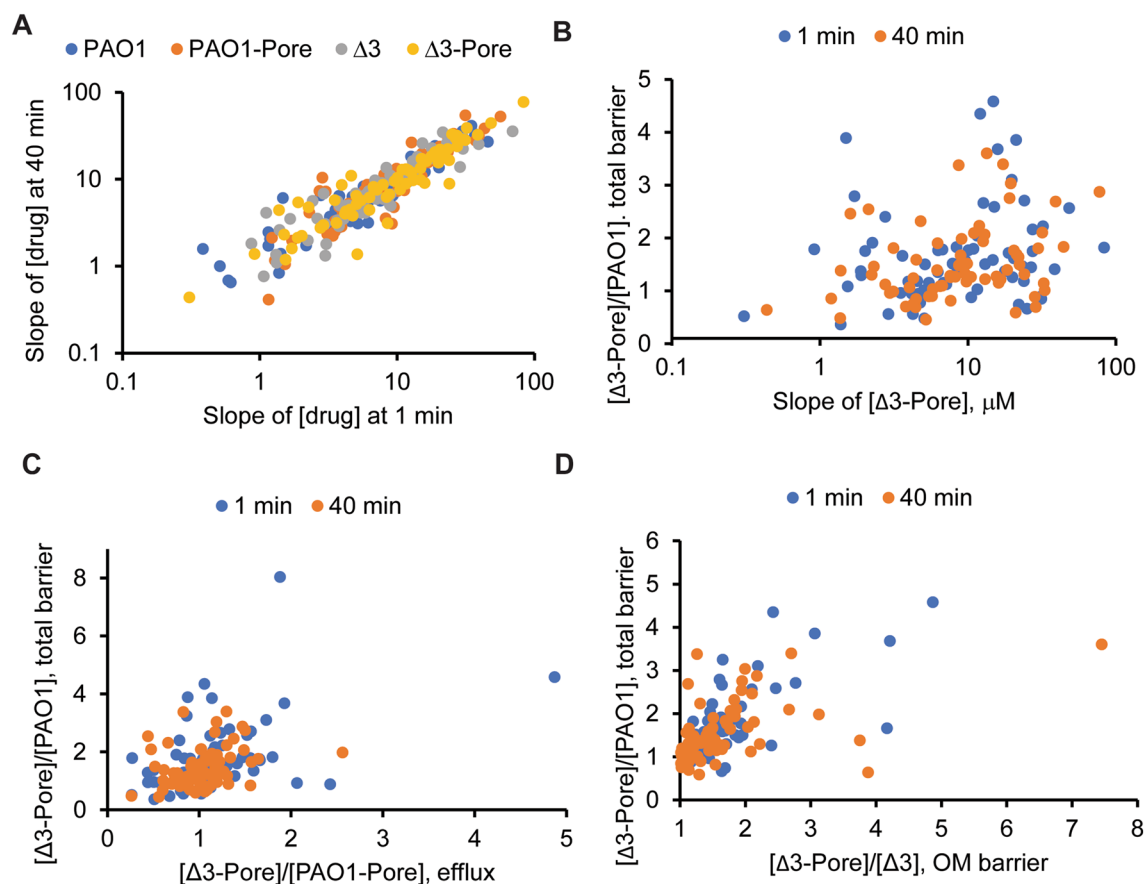 A
PAO1 PAO1-Pore Δ3 Δ3-Pore
Slope of [drug] at 40 min
100
10
1
0.1
0.1 1 10 100
Slope of [drug] at 1 min
B
1 min 40 min
[Δ3-Pore]/[PAO1]. total barrier
5
4
3
2
1
0
0.1 1 10 100
Slope of [Δ3-Pore], μM
C
1 min 40 min
[Δ3-Pore]/[PAO1], total barrier
8
6
4
2
0
0 1 2 3 4 5
[Δ3-Pore]/[PAO1-Pore], efflux
D
1 min 40 min
[Δ3-Pore]/[PAO1], total barrier
6
5
4
3
2
1
0
1 2 3 4 5 6 7 8
[Δ3-Pore]/[Δ3], OM barrier